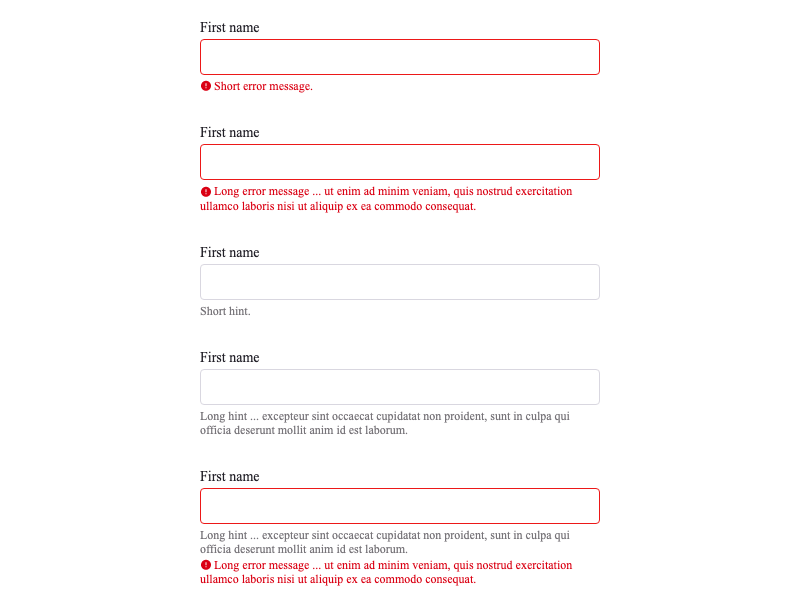 First name
Short error message.
First name
Long error message ... ut enim ad minim veniam, quis nostrud exercitation
ullamco laboris nisi ut aliquip ex ea commodo consequat.
First name
Short hint.
First name
Long hint ... excepteur sint occaecat cupidatat non proident, sunt in culpa qui
officia deserunt mollit anim id est laborum.
First name
Long hint ... excepteur sint occaecat cupidatat non proident, sunt in culpa qui
officia deserunt mollit anim id est laborum.
Long error message ... ut enim ad minim veniam, quis nostrud exercitation
ullamco laboris nisi ut aliquip ex ea commodo consequat.